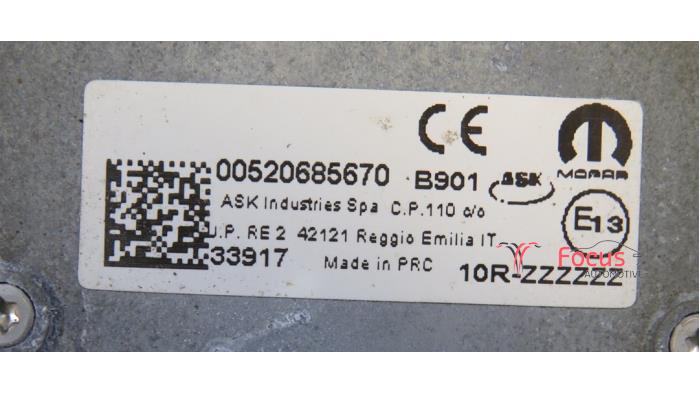 CE
MOPAR
00520685670 B901 ASK
ASK Industries Spa C.P.110 c/o
U.P. RE 2 42121 Reggio Emilia IT
E13
33917 Made in PRC 10R-ZZZZZZ
Focus
AUTOMOTIVE